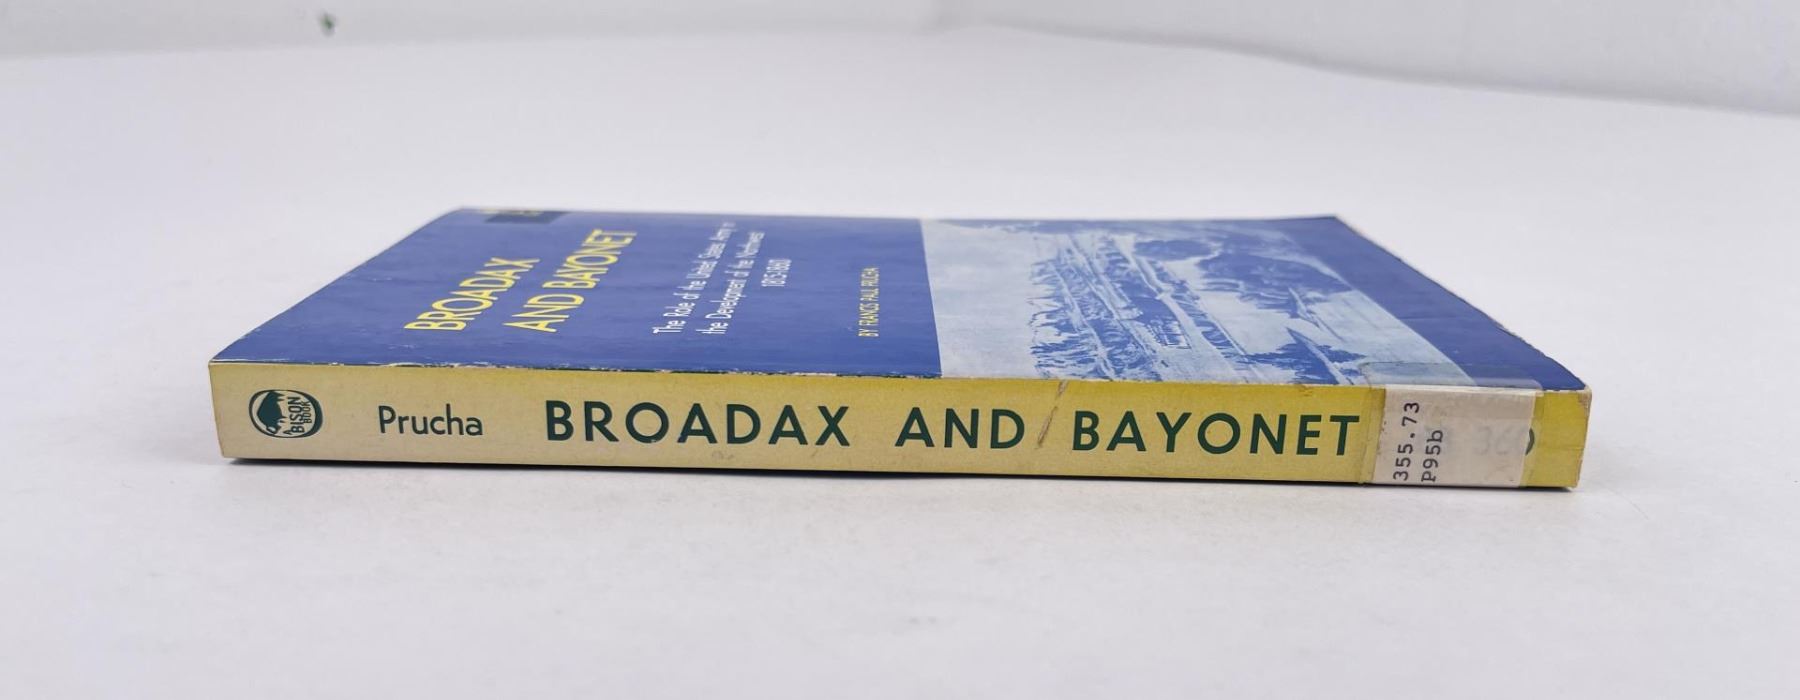 BROADAX
AND BAYONET
The Role of the United States Army in
the Development of the Northwest
1815-1860
BY FRANCIS PAUL PRUCHA
BISON
BOOK
Prucha
BROADAX AND BAYONET
355.73
P95b
360